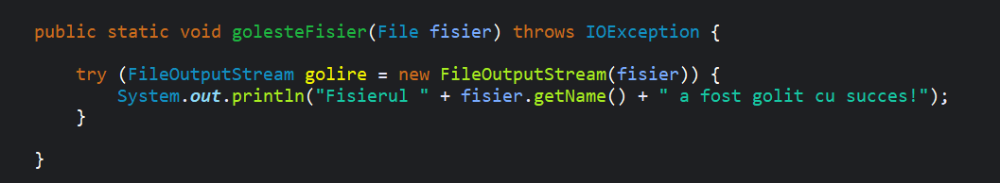 public static void golesteFisier(File fisier) throws IOException {
try (FileOutputStream golire = new FileOutputStream(fisier)) {
System.out.println("Fisierul " + fisier.getName() + " a fost golit cu succes!");
}
}